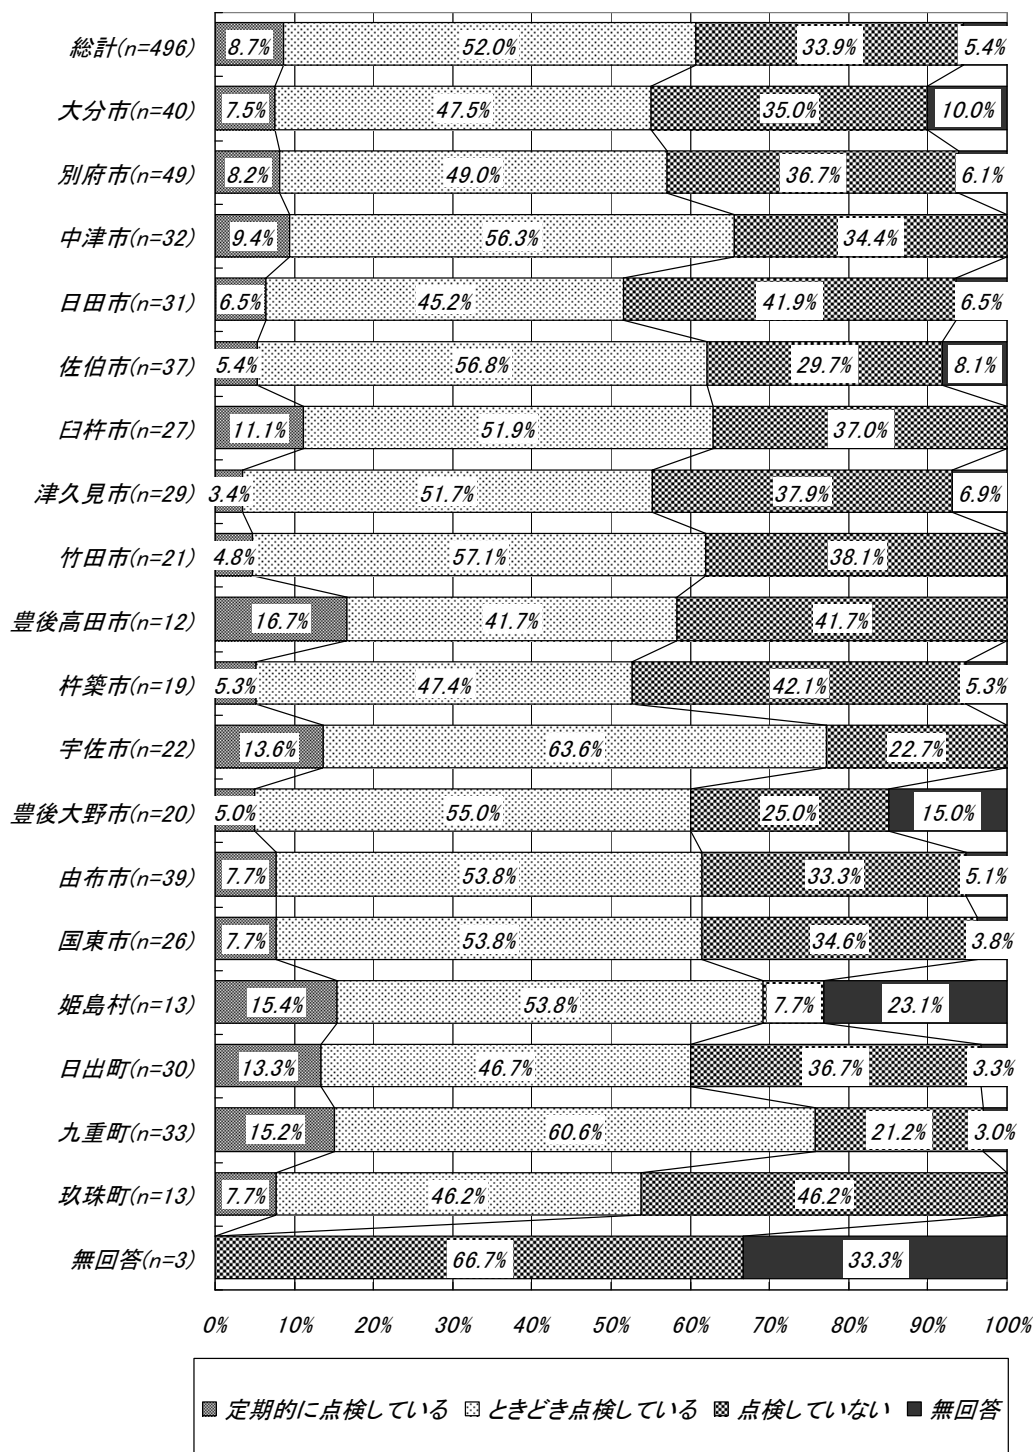 総計(n=496) 8.7% 52.0% 33.9% 5.4%
大分市(n=40) 7.5% 47.5% 35.0% 10.0%
別府市(n=49) 8.2% 49.0% 36.7% 6.1%
中津市(n=32) 9.4% 56.3% 34.4%
日田市(n=31) 6.5% 45.2% 41.9% 6.5%
佐伯市(n=37) 5.4% 56.8% 29.7% 8.1%
臼杵市(n=27) 11.1% 51.9% 37.0%
津久見市(n=29) 3.4% 51.7% 37.9% 6.9%
竹田市(n=21) 4.8% 57.1% 38.1%
豊後高田市(n=12) 16.7% 41.7% 41.7%
杵築市(n=19) 5.3% 47.4% 42.1% 5.3%
宇佐市(n=22) 13.6% 63.6% 22.7%
豊後大野市(n=20) 5.0% 55.0% 25.0% 15.0%
由布市(n=39) 7.7% 53.8% 33.3% 5.1%
国東市(n=26) 7.7% 53.8% 34.6% 3.8%
姫島村(n=13) 15.4% 53.8% 7.7% 23.1%
日出町(n=30) 13.3% 46.7% 36.7% 3.3%
九重町(n=33) 15.2% 60.6% 21.2% 3.0%
玖珠町(n=13) 7.7% 46.2% 46.2%
無回答(n=3) 66.7% 33.3%
0% 10% 20% 30% 40% 50% 60% 70% 80% 90% 100%
定期的に点検している ときどき点検している 点検していない 無回答